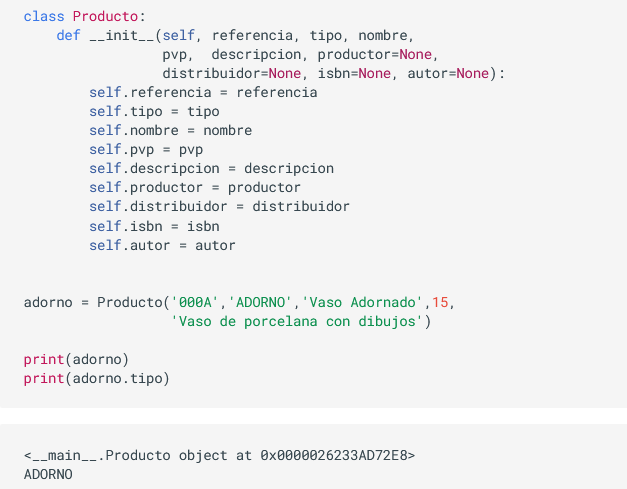 class Producto:
    def __init__(self, referencia, tipo, nombre,
                 pvp,  descripcion, productor=None,
                 distribuidor=None, isbn=None, autor=None):
        self.referencia = referencia
        self.tipo = tipo
        self.nombre = nombre
        self.pvp = pvp
        self.descripcion = descripcion
        self.productor = productor
        self.distribuidor = distribuidor
        self.isbn = isbn
        self.autor = autor
adorno = Producto('000A','ADORNO','Vaso Adornado',15,
                  'Vaso de porcelana con dibujos')
print(adorno)
print(adorno.tipo)
<__main__.Producto object at 0x0000026233AD72E8>
ADORNO